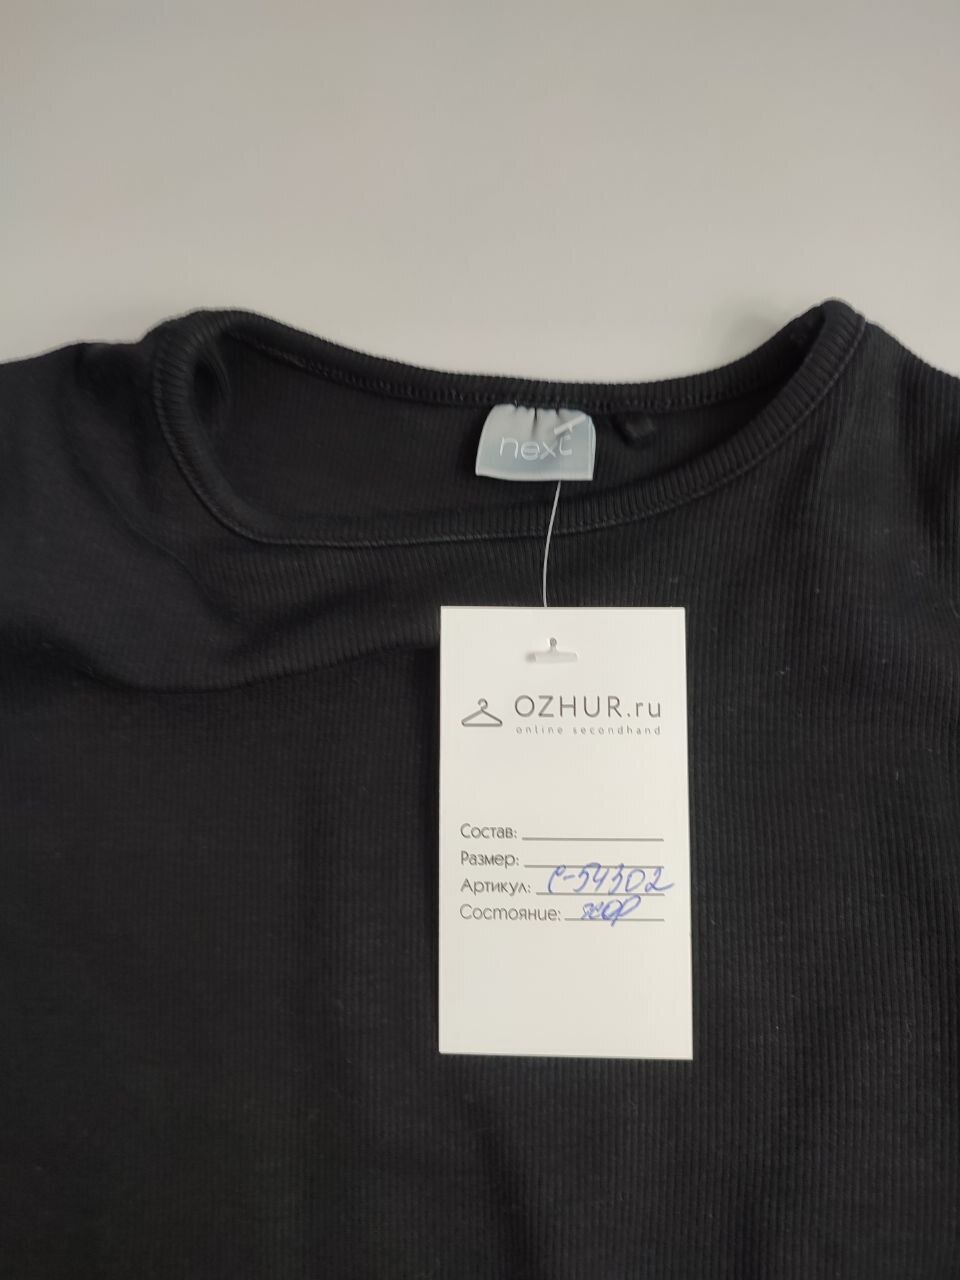 next
OZHUR.ru
online secondhand
Состав:
Размер:
Артикул: с-54302
Состояние: хор